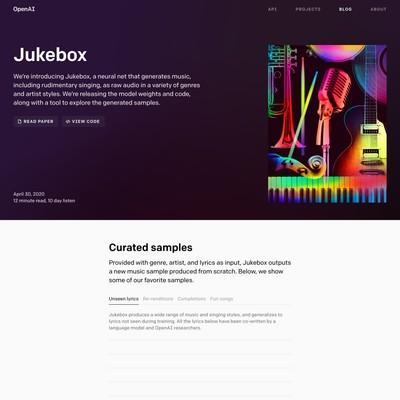 OpenAI
API PROJECTS BLOG ABOUT
Jukebox
We're introducing Jukebox, a neural net that generates music,
including rudimentary singing, as raw audio in a variety of genres
and artist styles. We're releasing the model weights and code,
along with a tool to explore the generated samples.
READ PAPER VIEW CODE
April 30, 2020
12 minute read, 10 day listen
Curated samples
Provided with genre, artist, and lyrics as input, Jukebox outputs
a new music sample produced from scratch. Below, we show
some of our favorite samples.
Unseen lyrics Re-renditions Completions Fun songs
Jukebox produces a wide range of music and singing styles, and generalizes to
lyrics not seen during training. All the lyrics below have been co-written by a
language model and OpenAI researchers.